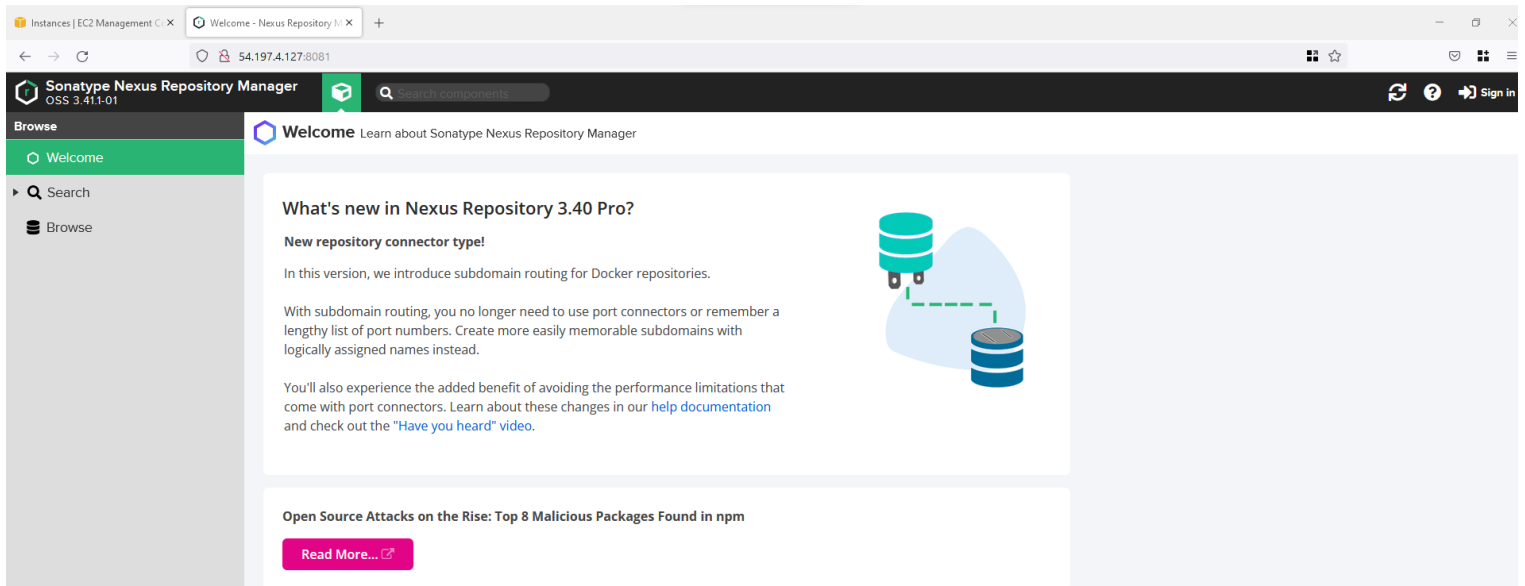 Instances | EC2 Management Co
Welcome - Nexus Repository M
54.197.4.127:8081
Sonatype Nexus Repository Manager
OSS 3.41.1-01
Search components
Sign in
Browse
Welcome
Search
Browse
Welcome Learn about Sonatype Nexus Repository Manager
What's new in Nexus Repository 3.40 Pro?
New repository connector type!
In this version, we introduce subdomain routing for Docker repositories.
With subdomain routing, you no longer need to use port connectors or remember a
lengthy list of port numbers. Create more easily memorable subdomains with
logically assigned names instead.
You'll also experience the added benefit of avoiding the performance limitations that
come with port connectors. Learn about these changes in our help documentation
and check out the "Have you heard" video.
Open Source Attacks on the Rise: Top 8 Malicious Packages Found in npm
Read More...